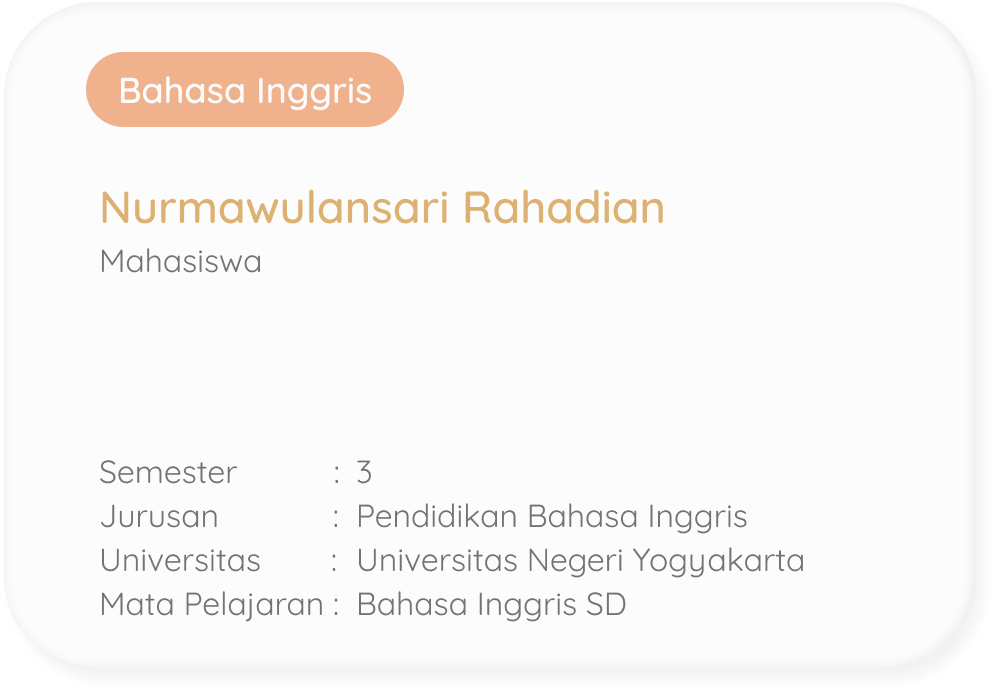 Bahasa Inggris
Nurmawulansari Rahadian
Mahasiswa
Semester : 3
Jurusan : Pendidikan Bahasa Inggris
Universitas : Universitas Negeri Yogyakarta
Mata Pelajaran : Bahasa Inggris SD